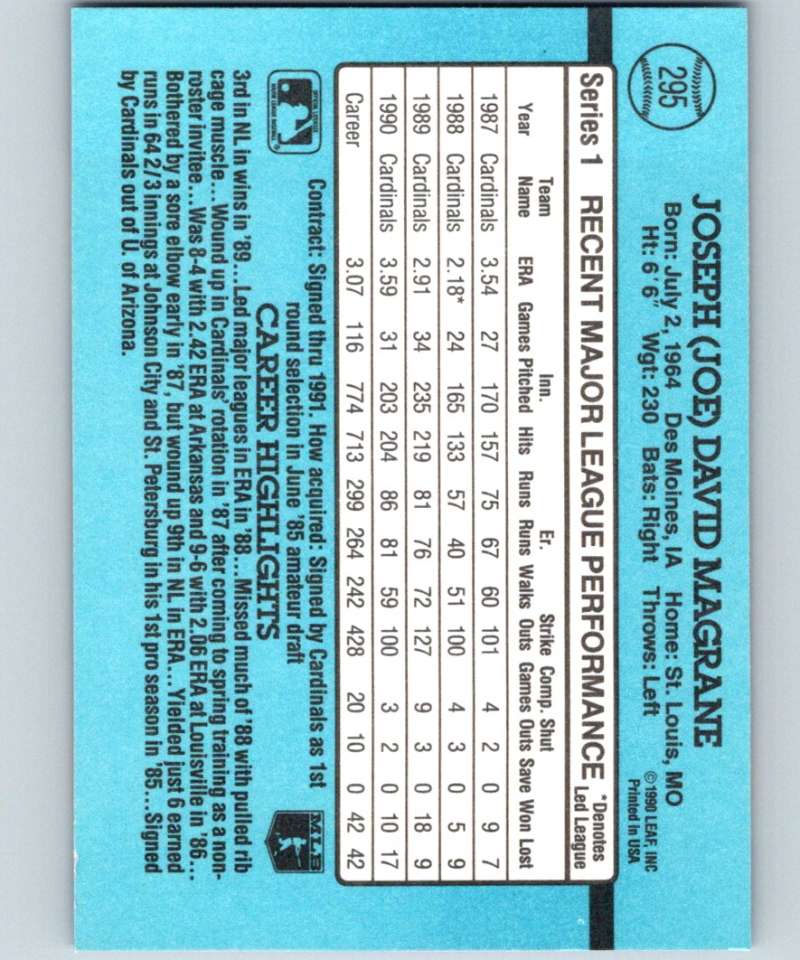 295
JOSEPH (JOE) DAVID MAGRANE
Born: July 2, 1964 Des Moines, IA Home: St. Louis, MO
Ht: 6' 6" Wgt: 230 Bats: Right Throws: Left
©1990 LEAF, INC
Printed in USA
Series 1 RECENT MAJOR LEAGUE PERFORMANCE *Denotes Led League
Year Team Name ERA Games Inn. Pitched Hits Runs Er. Runs Walks Strike Outs Comp. Games Shut Outs Save Won Lost
1987 Cardinals 3.54 27 170 157 75 67 60 101 4 2 0 9 7
1988 Cardinals 2.18* 24 165 133 57 40 51 100 4 3 0 5 9
1989 Cardinals 2.91 34 235 219 81 76 72 127 9 3 0 18 9
1990 Cardinals 3.59 31 203 204 86 81 59 100 3 2 0 10 17
Career 3.07 116 774 713 299 264 242 428 20 10 0 42 42
OFFICIAL LICENSEE
MAJOR LEAGUE BASEBALL
Contract: Signed thru 1991. How acquired: Signed by Cardinals as 1st
round selection in June '85 amateur draft
MLB
CAREER HIGHLIGHTS
3rd in NL in wins in '89...Led major leagues in ERA in '88...Missed much of '88 with pulled rib
cage muscle...Wound up in Cardinals' rotation in '87 after coming to spring training as a non-
roster invitee...Was 8-4 with 2.42 ERA at Arkansas and 9-6 with 2.06 ERA at Louisville in '86...
Bothered by a sore elbow early in '87, but wound up 9th in NL in ERA...Yielded just 6 earned
runs in 64 2/3 innings at Johnson City and St. Petersburg in his 1st pro season in '85...Signed
by Cardinals out of U. of Arizona.